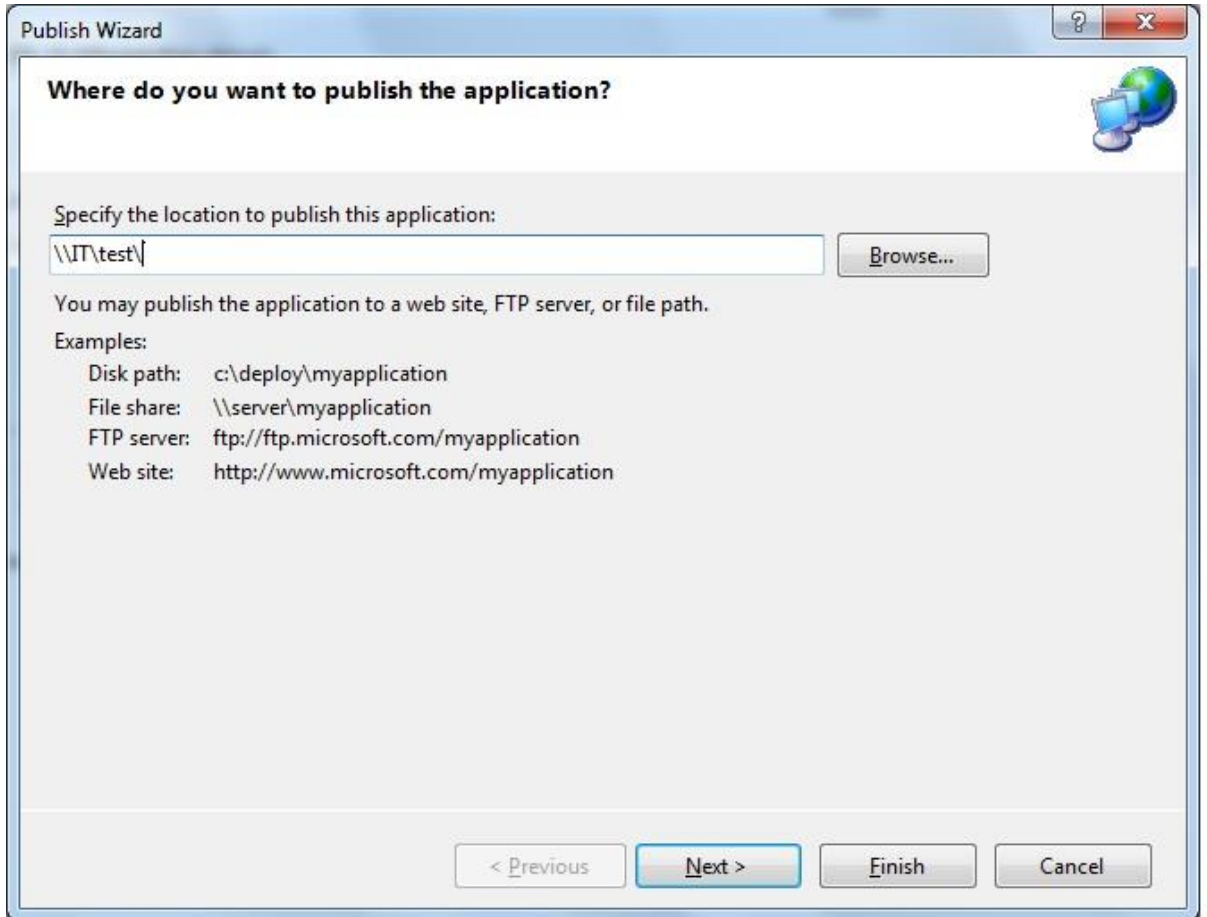 Publish Wizard
?
X
Where do you want to publish the application?
Specify the location to publish this application:
\\IT\test\
Browse...
You may publish the application to a web site, FTP server, or file path.
Examples:
Disk path: c:\deploy\myapplication
File share: \\server\myapplication
FTP server: ftp://ftp.microsoft.com/myapplication
Web site: http://www.microsoft.com/myapplication
< Previous Next > Finish Cancel